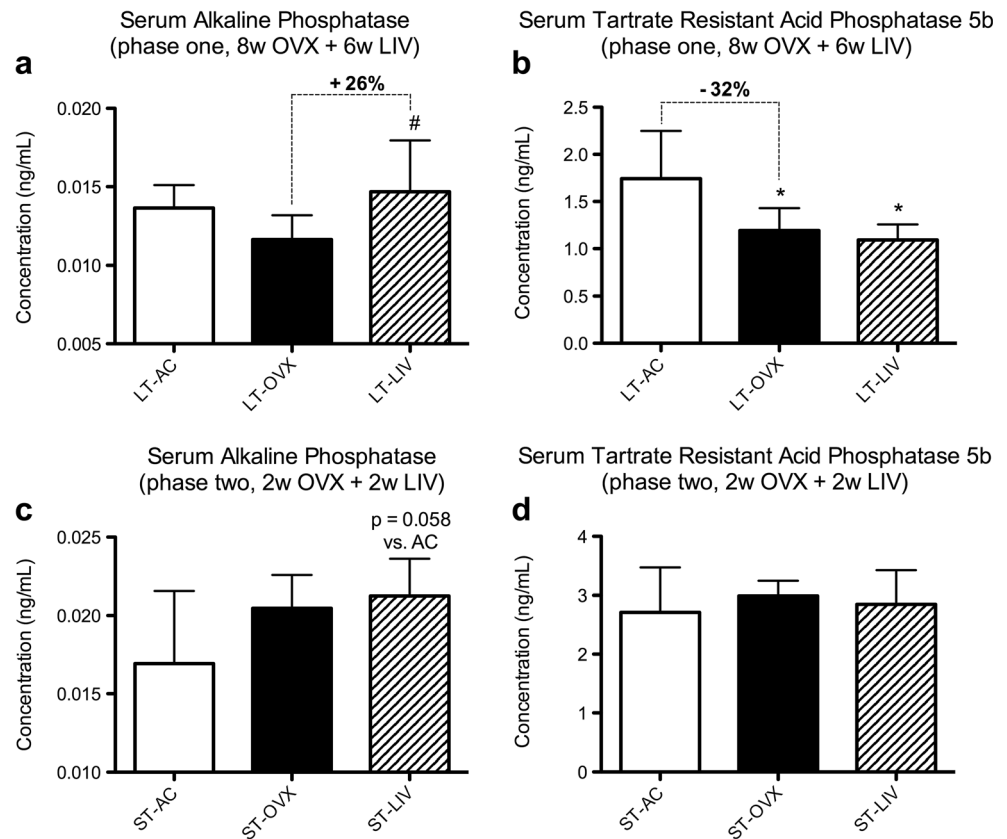 a
Serum Alkaline Phosphatase
(phase one, 8w OVX + 6w LIV)
+ 26%
#
Concentration (ng/mL)
0.020
0.015
0.010
0.005
LT-AC
LT-OVX
LT-LIV
b
Serum Tartrate Resistant Acid Phosphatase 5b
(phase one, 8w OVX + 6w LIV)
- 32%
*
*
Concentration (ng/mL)
2.5
2.0
1.5
1.0
0.5
0.0
LT-AC
LT-OVX
LT-LIV
c
Serum Alkaline Phosphatase
(phase two, 2w OVX + 2w LIV)
p = 0.058
vs. AC
Concentration (ng/mL)
0.025
0.020
0.015
0.010
ST-AC
ST-OVX
ST-LIV
d
Serum Tartrate Resistant Acid Phosphatase 5b
(phase two, 2w OVX + 2w LIV)
Concentration (ng/mL)
4
3
2
1
0
ST-AC
ST-OVX
ST-LIV